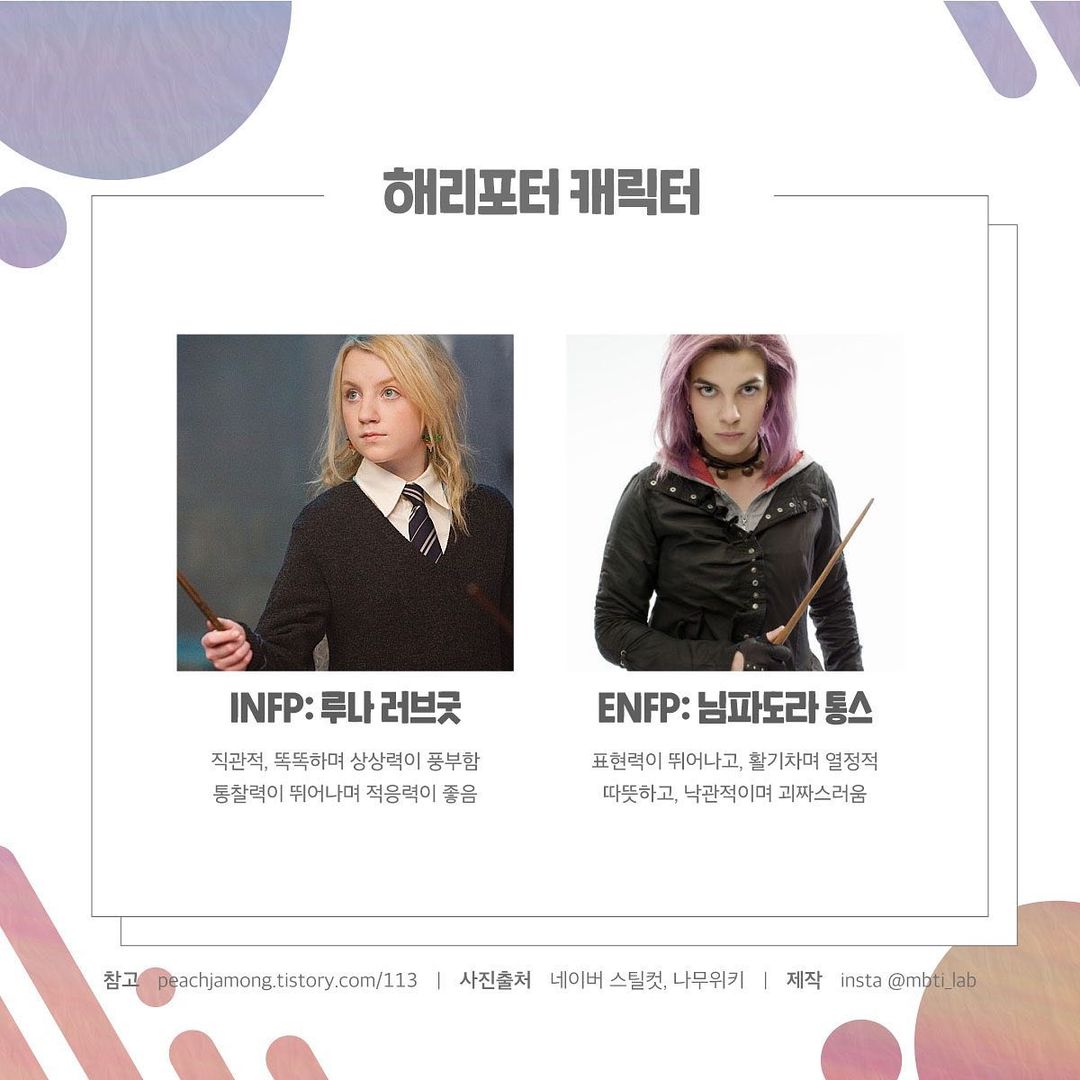 해리포터 캐릭터
INFP: 루나 러브굿
직관적, 똑똑하며 상상력이 풍부함
통찰력이 뛰어나며 적응력이 좋음
ENFP: 님파도라 통스
표현력이 뛰어나고, 활기차며 열정적
따뜻하고, 낙관적이며 괴짜스러움
참고 peachjamong.tistory.com/113 | 사진출처 네이버 스틸컷, 나무위키 | 제작 insta @mbti_lab